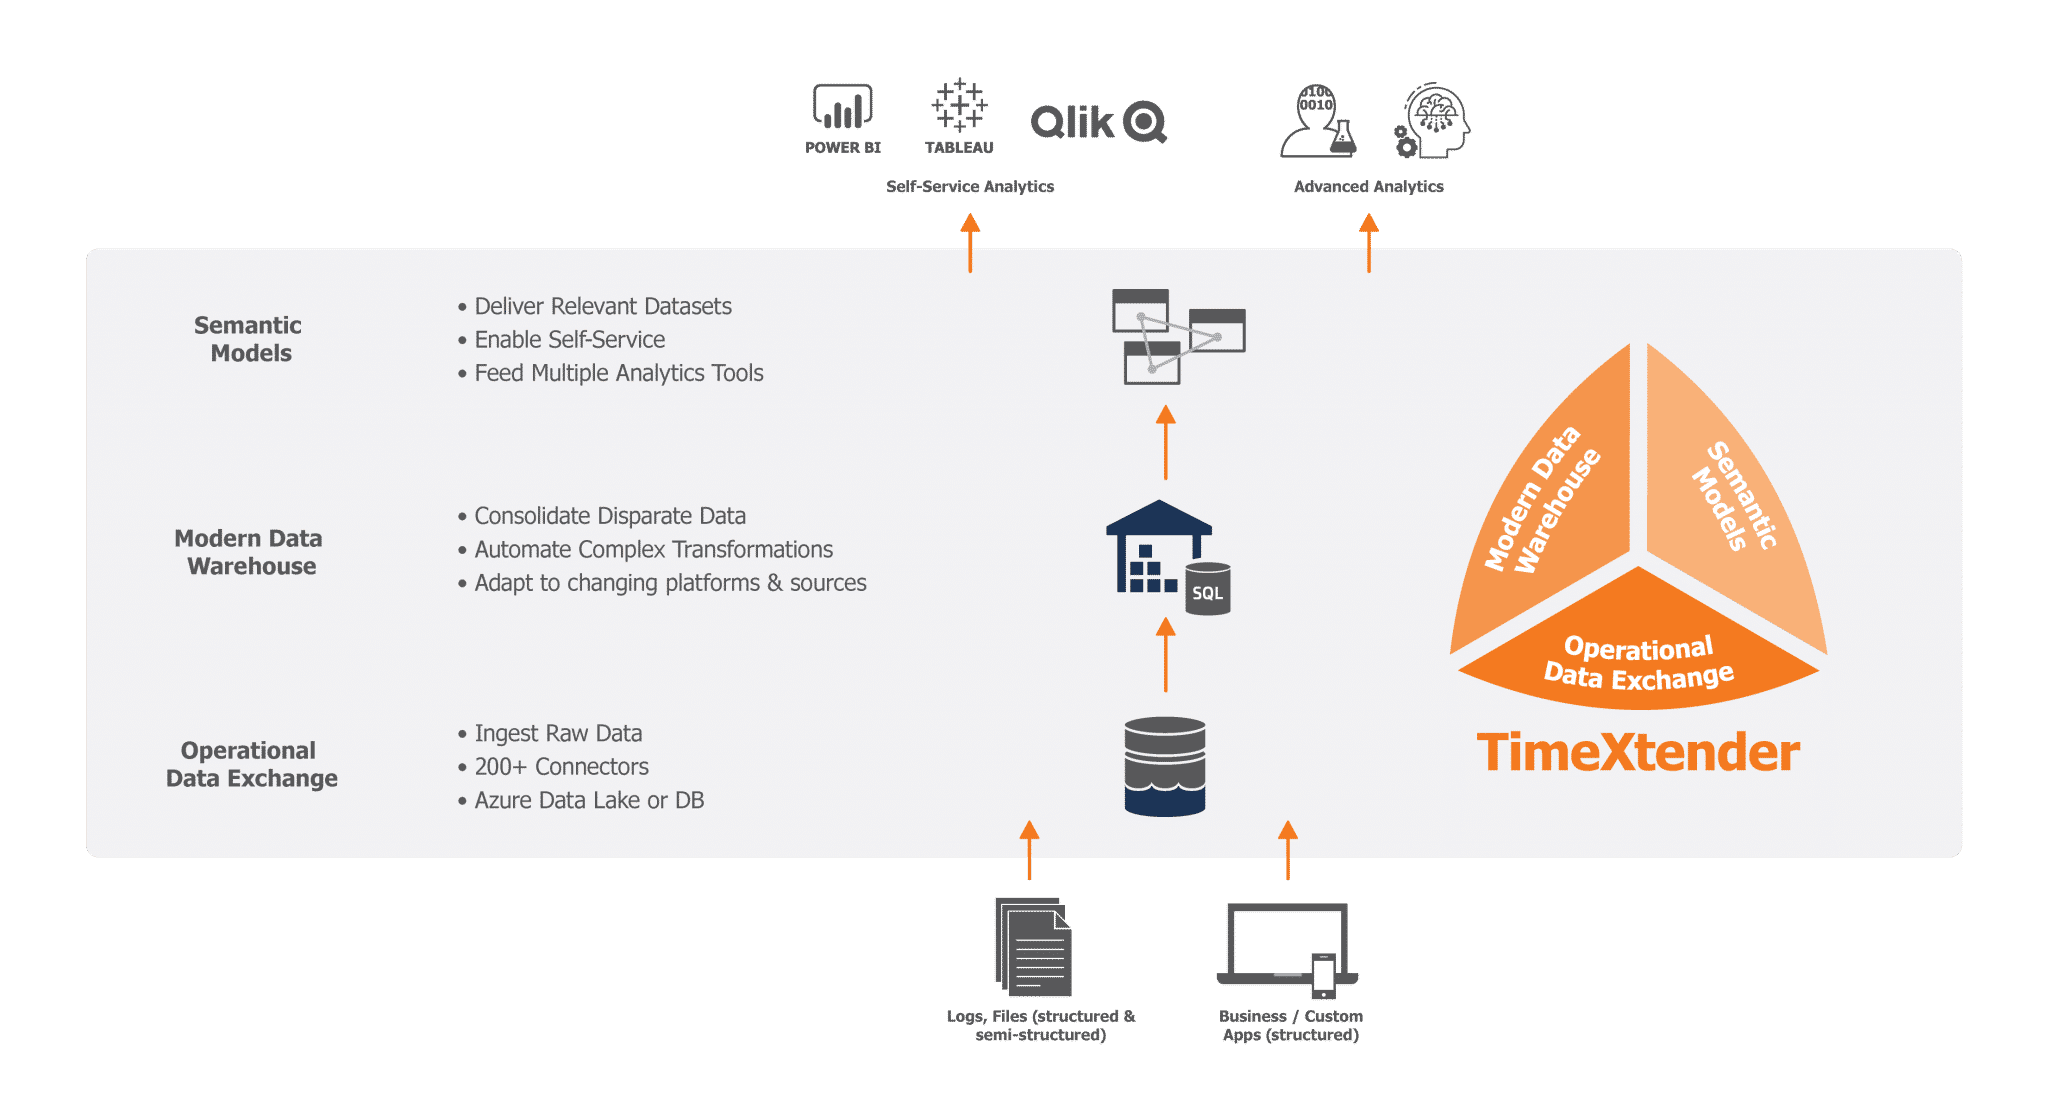 0100
0010
POWER BI
TABLEAU
Qlik
Self-Service Analytics
Advanced Analytics
Semantic
Models
• Deliver Relevant Datasets
• Enable Self-Service
• Feed Multiple Analytics Tools
Modern Data
Warehouse
• Consolidate Disparate Data
• Automate Complex Transformations
• Adapt to changing platforms & sources
SQL
Operational
Data Exchange
• Ingest Raw Data
• 200+ Connectors
• Azure Data Lake or DB
Modern Data
Warehouse
Semantic
Models
Operational
Data Exchange
TimeXtender
Logs, Files (structured &
semi-structured)
Business / Custom
Apps (structured)